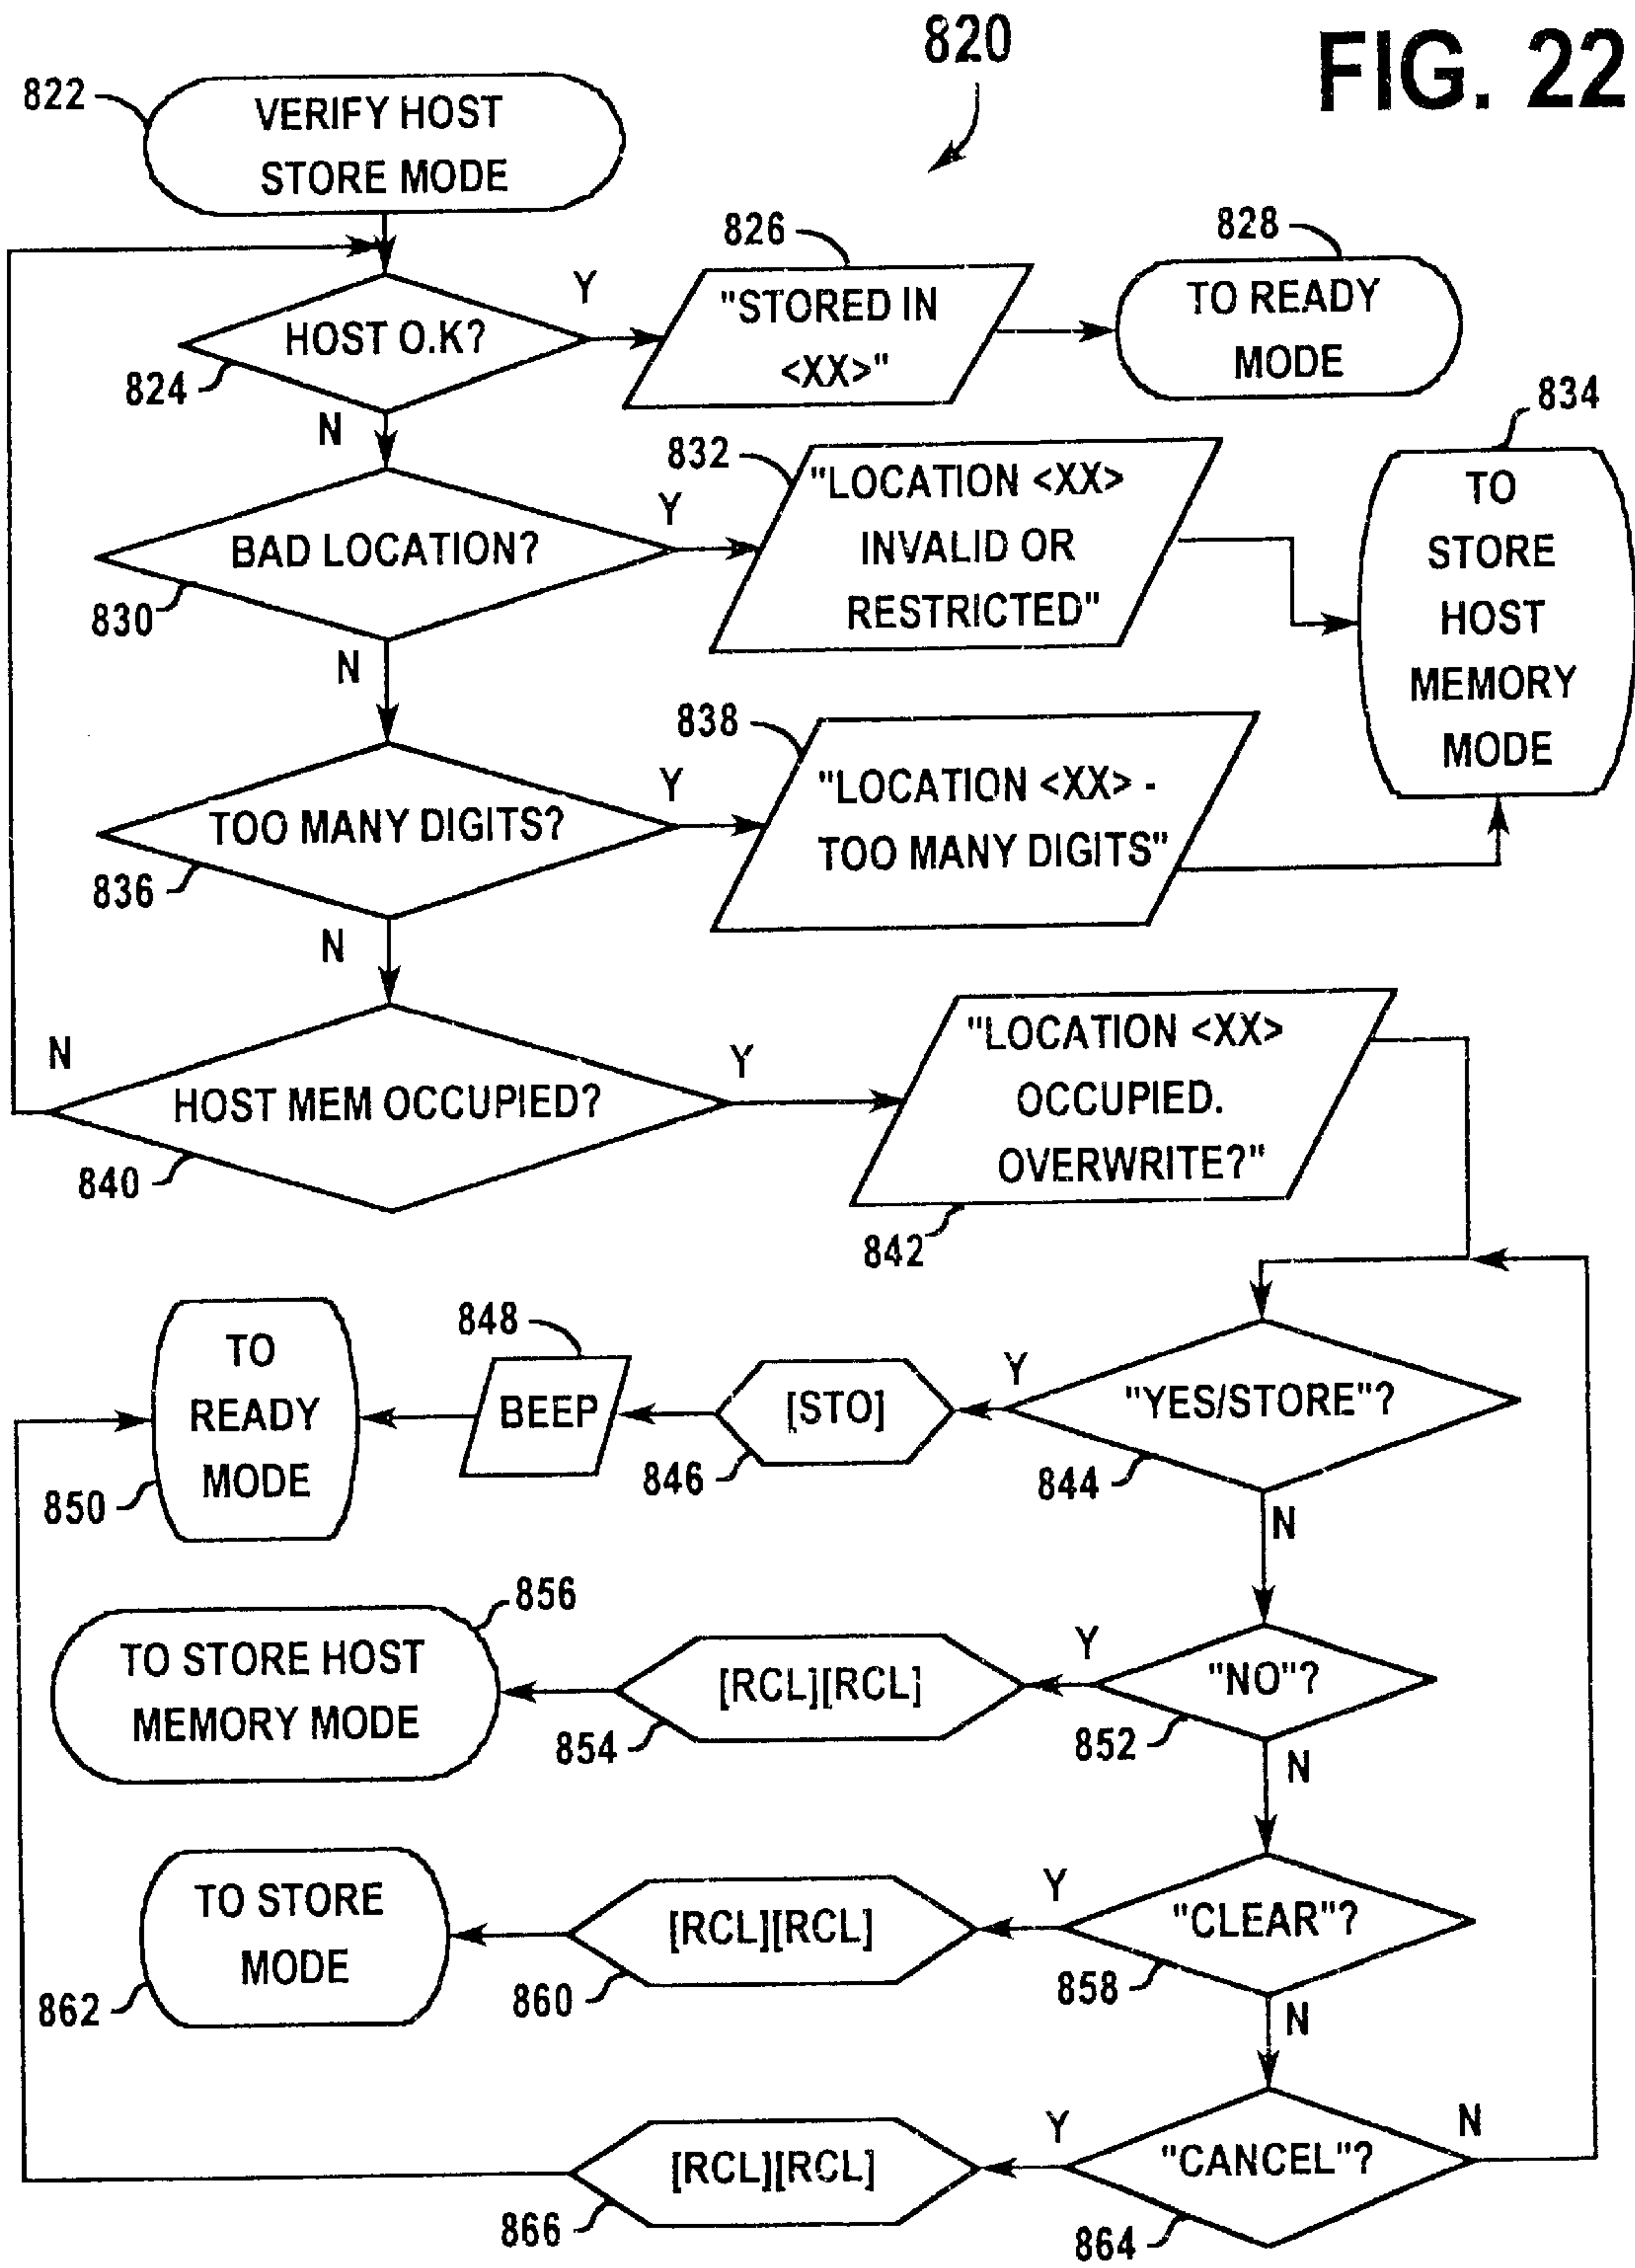 820
FIG. 22
822
VERIFY HOST
STORE MODE
826
828
Y
"STORED IN
<XX>"
TO READY
MODE
HOST O.K?
824
N
834
832
"LOCATION <XX>
INVALID OR
RESTRICTED"
Y
BAD LOCATION?
830
TO
STORE
HOST
MEMORY
MODE
N
838
Y
"LOCATION <XX> -
TOO MANY DIGITS"
TOO MANY DIGITS?
836
N
N
Y
HOST MEM OCCUPIED?
840
"LOCATION <XX>
OCCUPIED.
OVERWRITE?"
842
848
TO
READY
MODE
850
BEEP
[STO]
846
Y
"YES/STORE"?
844
N
856
TO STORE HOST
MEMORY MODE
[RCL][RCL]
854
Y
"NO"?
852
N
TO STORE
MODE
862
[RCL][RCL]
860
Y
"CLEAR"?
858
N
[RCL][RCL]
866
Y
"CANCEL"?
N
864